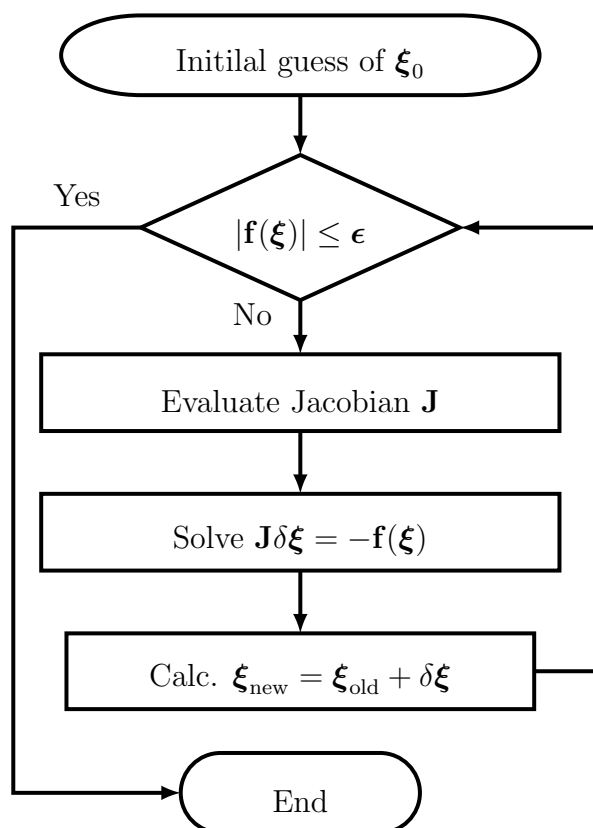 Initilal guess of 𝝃₀
Yes
|𝐟(𝝃)| ≤ 𝝐
No
Evaluate Jacobian 𝐉
Solve 𝐉δ𝝃 = −𝐟(𝝃)
Calc. 𝝃new = 𝝃old + δ𝝃
End